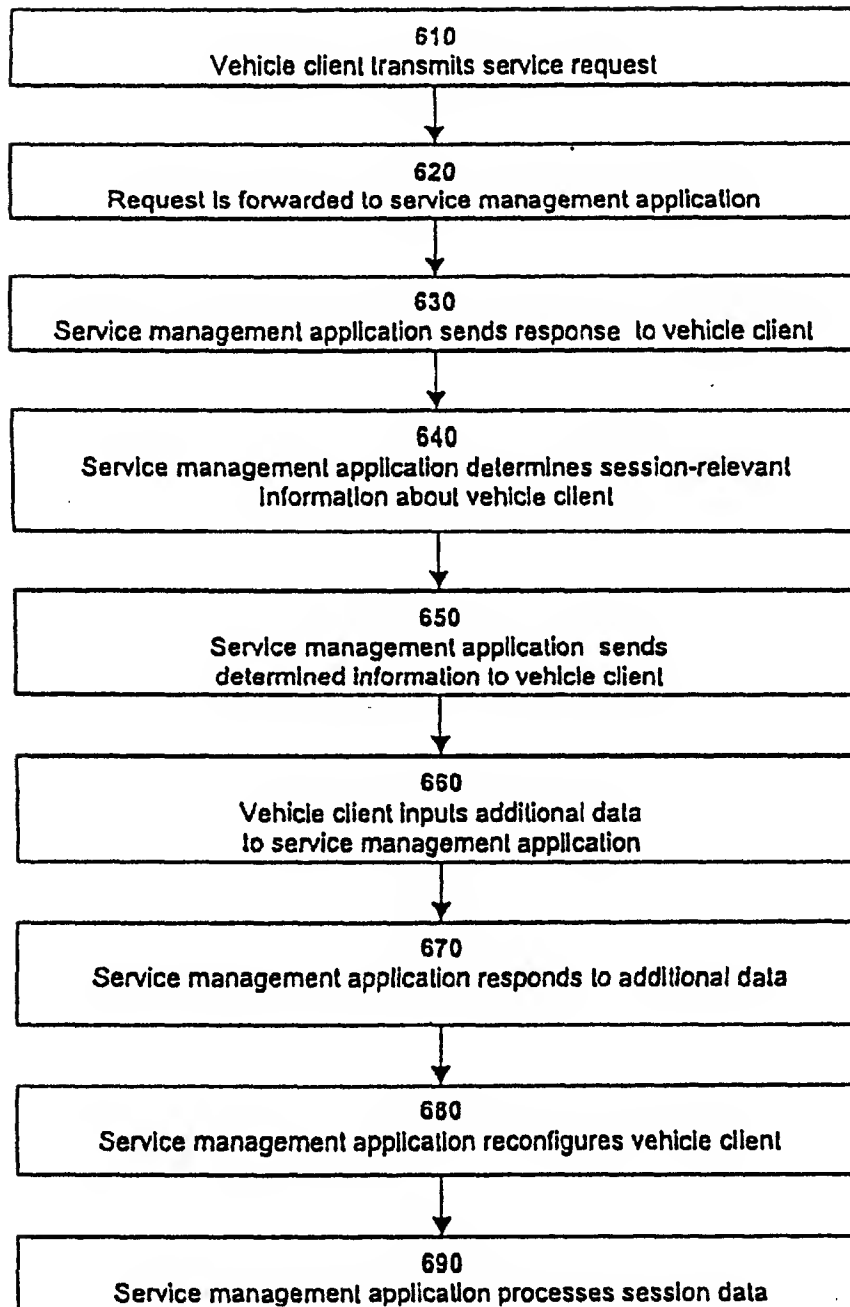 610
Vehicle client transmits service request
620
Request is forwarded to service management application
630
Service management application sends response to vehicle client
640
Service management application determines session-relevant
information about vehicle client
650
Service management application sends
determined information to vehicle client
660
Vehicle client inputs additional data
to service management application
670
Service management application responds to additional data
680
Service management application reconfigures vehicle client
690
Service management application processes session data